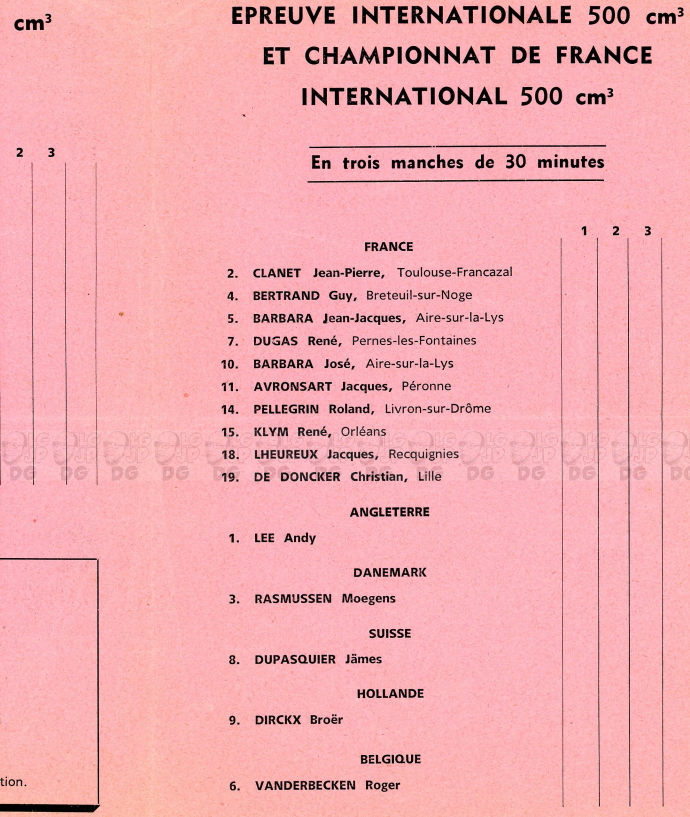 cm³
2 3
tion.
EPREUVE INTERNATIONALE 500 cm³
ET CHAMPIONNAT DE FRANCE
INTERNATIONAL 500 cm³
En trois manches de 30 minutes
1 2 3
FRANCE
2. CLANET Jean-Pierre, Toulouse-Francazal
4. BERTRAND Guy, Breteuil-sur-Noge
5. BARBARA Jean-Jacques, Aire-sur-la-Lys
7. DUGAS René, Pernes-les-Fontaines
10. BARBARA José, Aire-sur-la-Lys
11. AVRONSART Jacques, Péronne
14. PELLEGRIN Roland, Livron-sur-Drôme
15. KLYM René, Orléans
18. LHEUREUX Jacques, Recquignies
19. DE DONCKER Christian, Lille
ANGLETERRE
1. LEE Andy
DANEMARK
3. RASMUSSEN Moegens
SUISSE
8. DUPASQUIER Jämes
HOLLANDE
9. DIRCKX Broër
BELGIQUE
6. VANDERBECKEN Roger